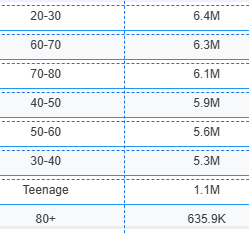 20-30 6.4M
60-70 6.3M
70-80 6.1M
40-50 5.9M
50-60 5.6M
30-40 5.3M
Teenage 1.1M
80+ 635.9K